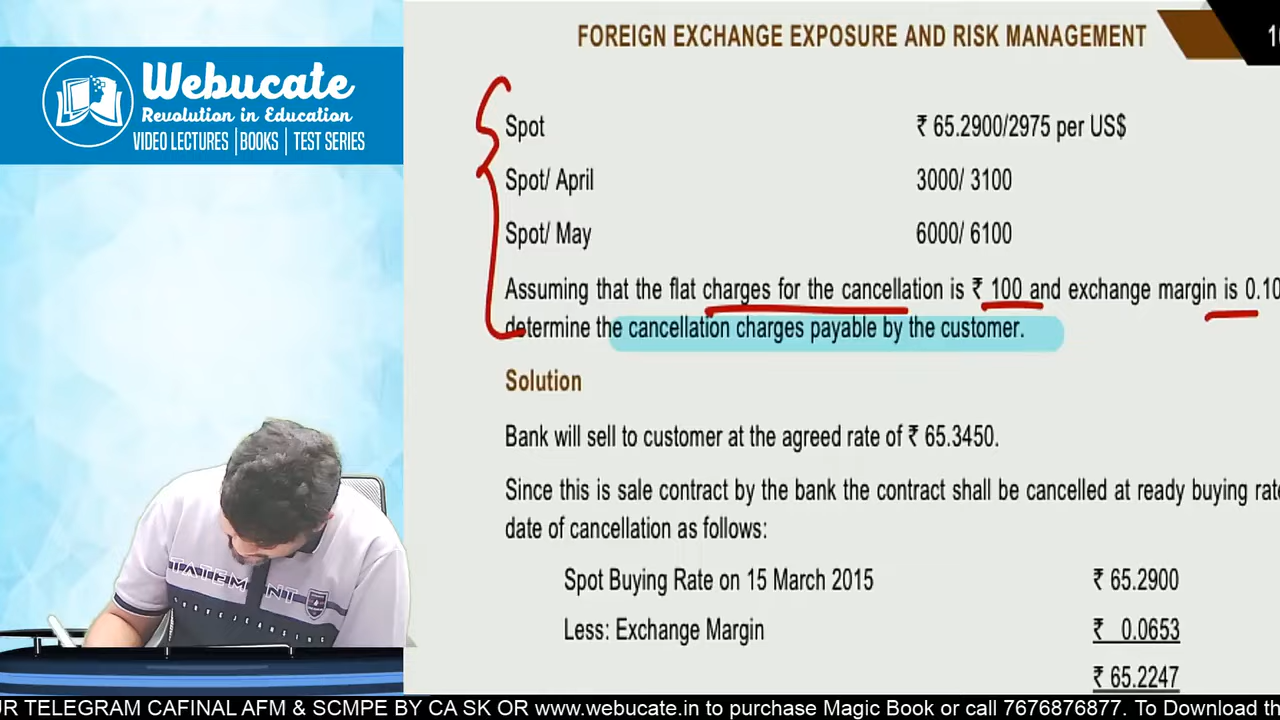 Webucate
Revolution in Education
VIDEO LECTURES | BOOKS | TEST SERIES
FOREIGN EXCHANGE EXPOSURE AND RISK MANAGEMENT
Spot ₹ 65.2900/2975 per US$
Spot/ April 3000/ 3100
Spot/ May 6000/ 6100
Assuming that the flat charges for the cancellation is ₹ 100 and exchange margin is 0.10
determine the cancellation charges payable by the customer.
Solution
Bank will sell to customer at the agreed rate of ₹ 65.3450.
Since this is sale contract by the bank the contract shall be cancelled at ready buying rate
date of cancellation as follows:
Spot Buying Rate on 15 March 2015 ₹ 65.2900
Less: Exchange Margin ₹ 0.0653
₹ 65.2247
TATEMENT
UR TELEGRAM CAFINAL AFM & SCMPE BY CA SK OR www.webucate.in to purchase Magic Book or call 7676876877. To Download th